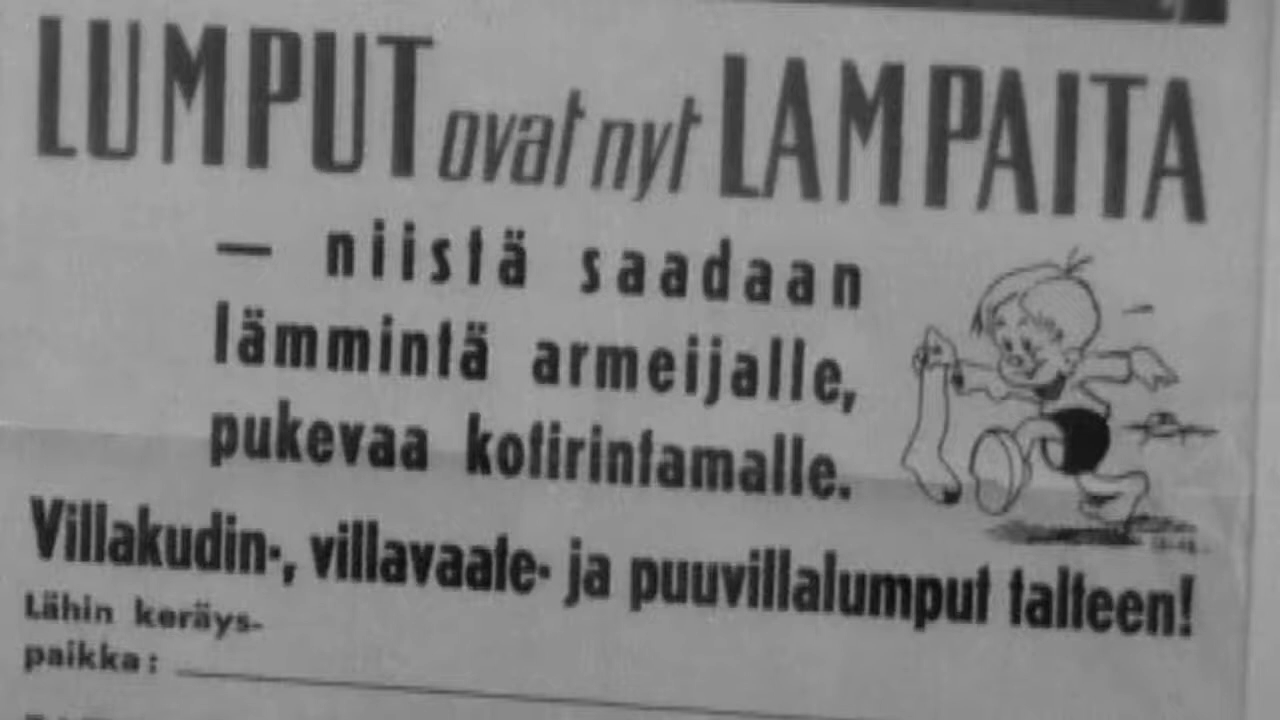 LUMPUT ovat nyt LAMPAITA
— niistä saadaan
lämmintä armeijalle,
pukevaa kotirintamalle.
Villakudin-, villavaate- ja puuvillalumput talteen!
Lähin keräys-
paikka: